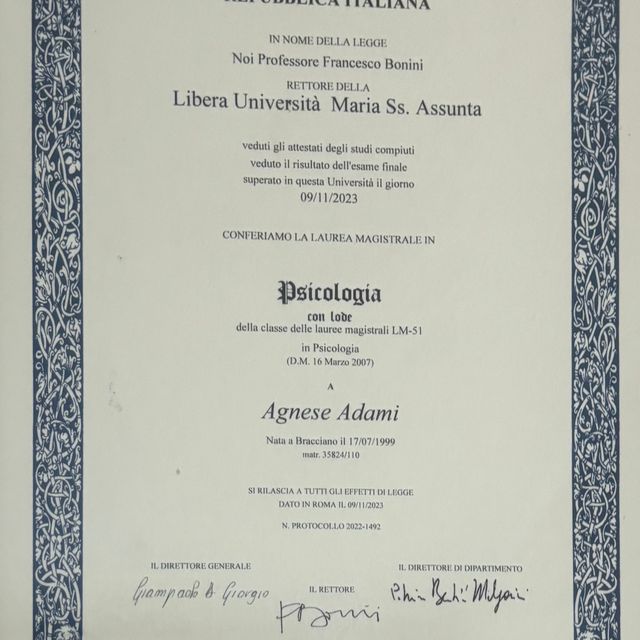 REPUBBLICA ITALIANA
IN NOME DELLA LEGGE
Noi Professore Francesco Bonini
RETTORE DELLA
Libera Università Maria Ss. Assunta
veduti gli attestati degli studi compiuti
veduto il risultato dell'esame finale
superato in questa Università il giorno
09/11/2023
CONFERIAMO LA LAUREA MAGISTRALE IN
Psicologia
con lode
della classe delle lauree magistrali LM-51
in Psicologia
(D.M. 16 Marzo 2007)
A
Agnese Adami
Nata a Bracciano il 17/07/1999
matr. 35824/110
SI RILASCIA A TUTTI GLI EFFETTI DI LEGGE
DATO IN ROMA IL 09/11/2023
N. PROTOCOLLO 2022-1492
IL DIRETTORE GENERALE
IL RETTORE
IL DIRETTORE DI DIPARTIMENTO
Giampaolo Giorgio